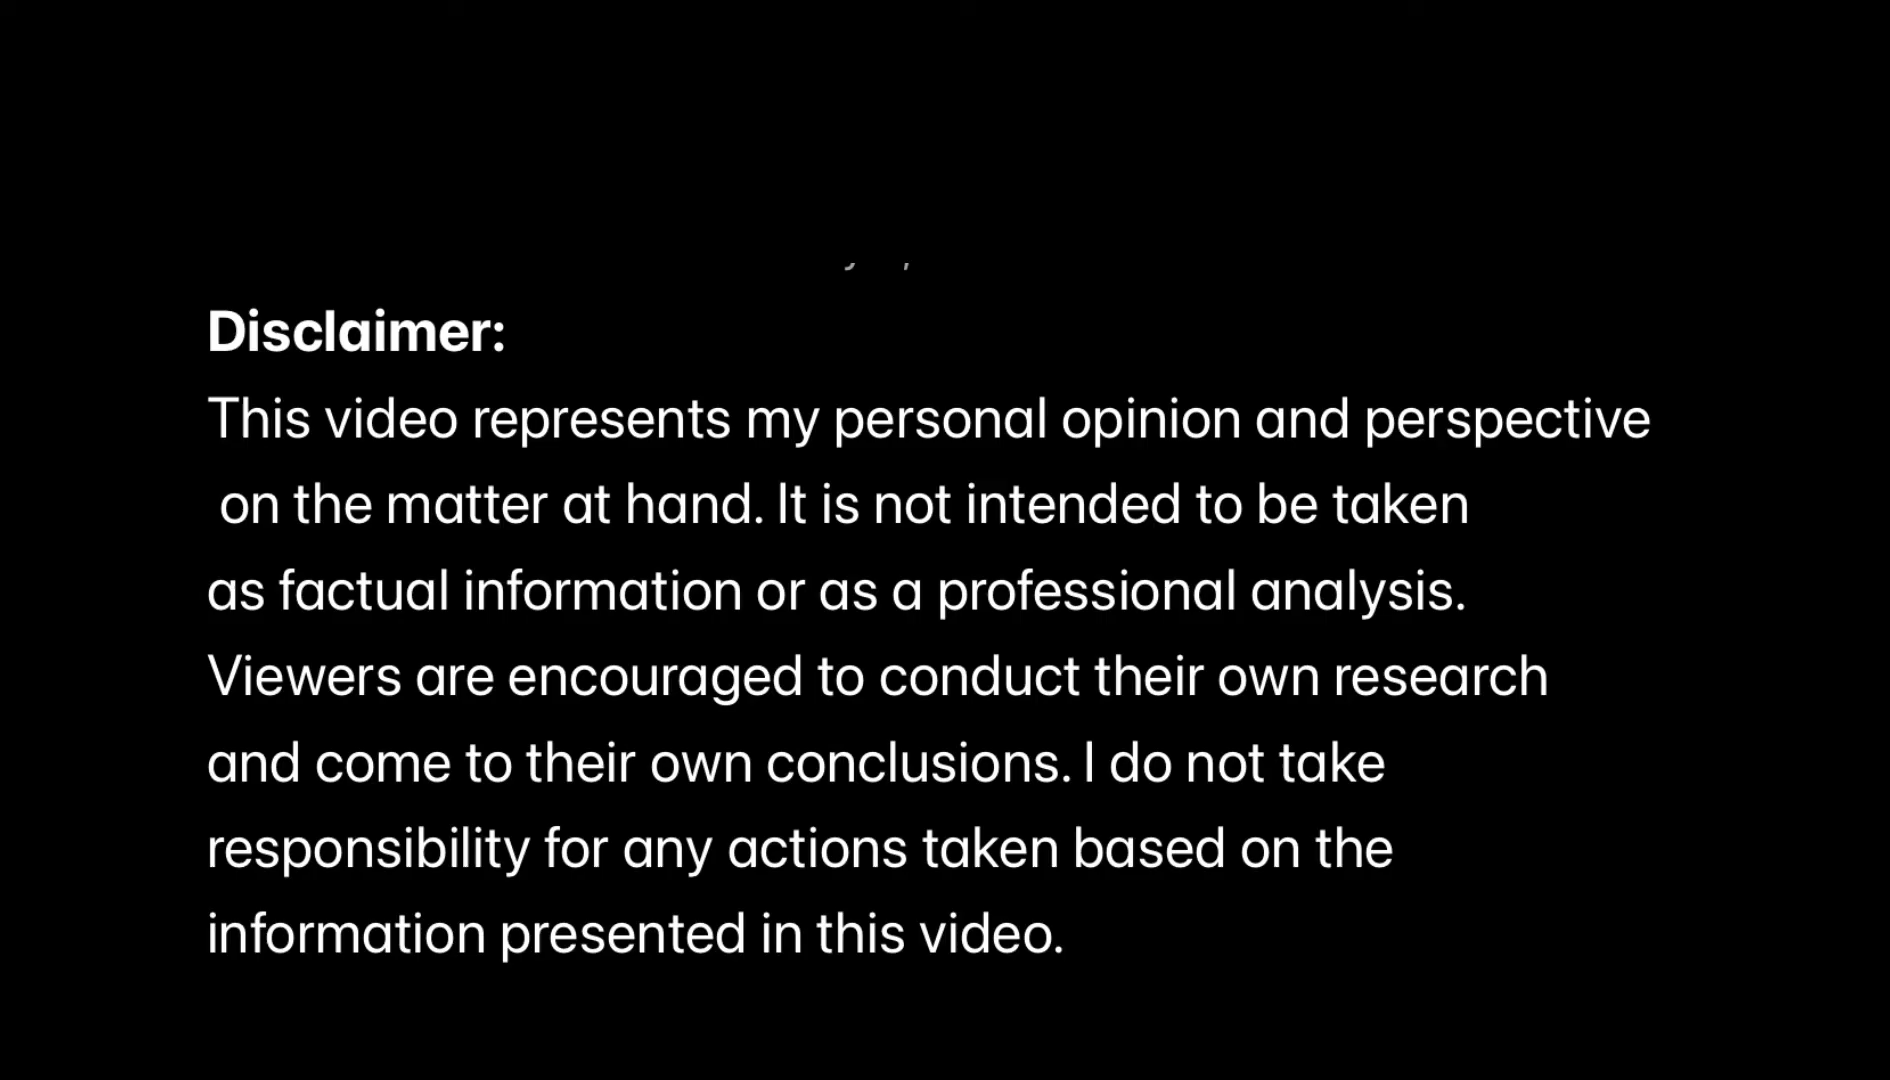 Disclaimer:
This video represents my personal opinion and perspective
on the matter at hand. It is not intended to be taken
as factual information or as a professional analysis.
Viewers are encouraged to conduct their own research
and come to their own conclusions. I do not take
responsibility for any actions taken based on the
information presented in this video.